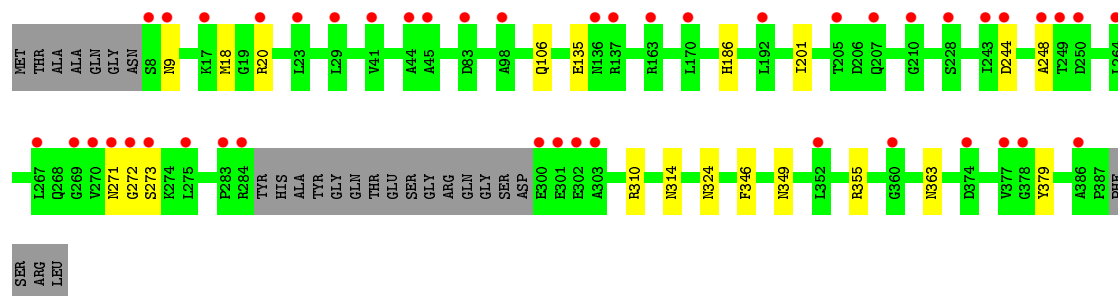 MET THR ALA ALA GLN GLY ASN S8 N9 K17 M18 G19 R20 L23 L29 V41 A44 A45 D83 A98 Q106 E135 N136 R137 R163 L170 H186 L192 I201 T205 D206 Q207 G210 S228 I243 D244 A248 T249 D250 L264
L267 Q268 G269 V270 N271 G272 S273 K274 L275 P283 R284 TYR HIS ALA TYR GLY GLN THR GLU SER GLY ARG GLN GLY SER ASP E300 E301 E302 A303 R310 N314 N324 F346 N349 L352 R355 G360 N363 D374 V377 G378 Y379 A386 P387 PHE
SER ARG LEU